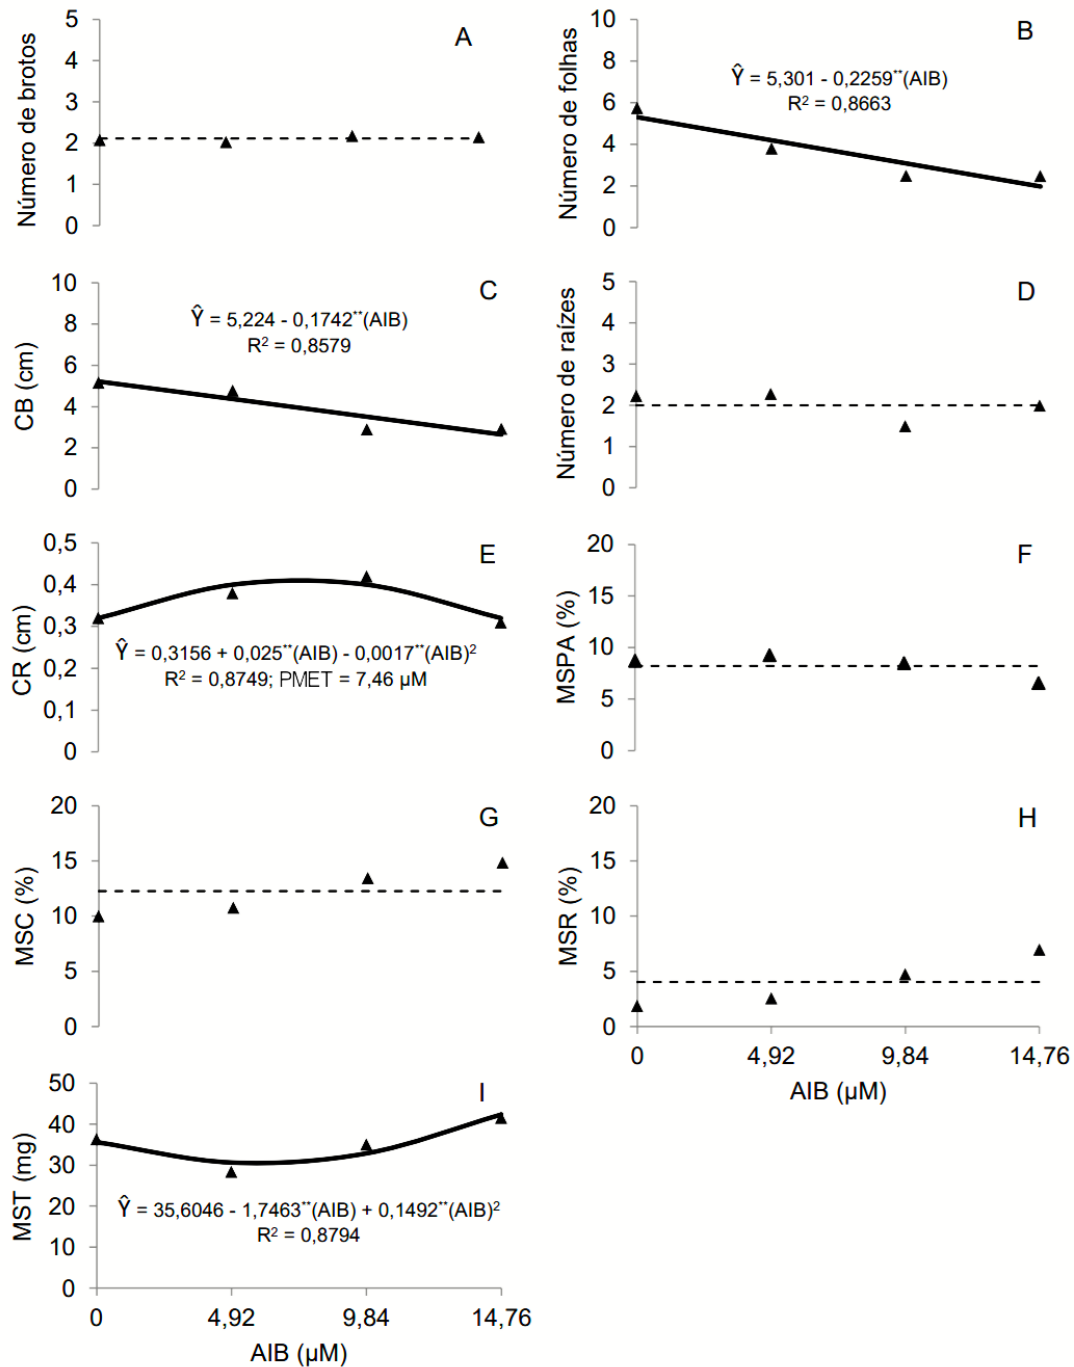 A
Número de brotos
5
4
3
2
1
0
B
Número de folhas
10
8
6
4
2
0
Ŷ = 5,301 - 0,2259**(AIB)
R² = 0,8663
C
CB (cm)
10
8
6
4
2
0
Ŷ = 5,224 - 0,1742**(AIB)
R² = 0,8579
D
Número de raízes
5
4
3
2
1
0
E
CR (cm)
0,5
0,4
0,3
0,2
0,1
0
Ŷ = 0,3156 + 0,025**(AIB) - 0,0017**(AIB)²
R² = 0,8749; PMET = 7,46 µM
F
MSPA (%)
20
15
10
5
0
G
MSC (%)
20
15
10
5
0
H
MSR (%)
20
15
10
5
0
0 4,92 9,84 14,76
AIB (µM)
I
MST (mg)
50
40
30
20
10
0
Ŷ = 35,6046 - 1,7463**(AIB) + 0,1492**(AIB)²
R² = 0,8794
0 4,92 9,84 14,76
AIB (µM)